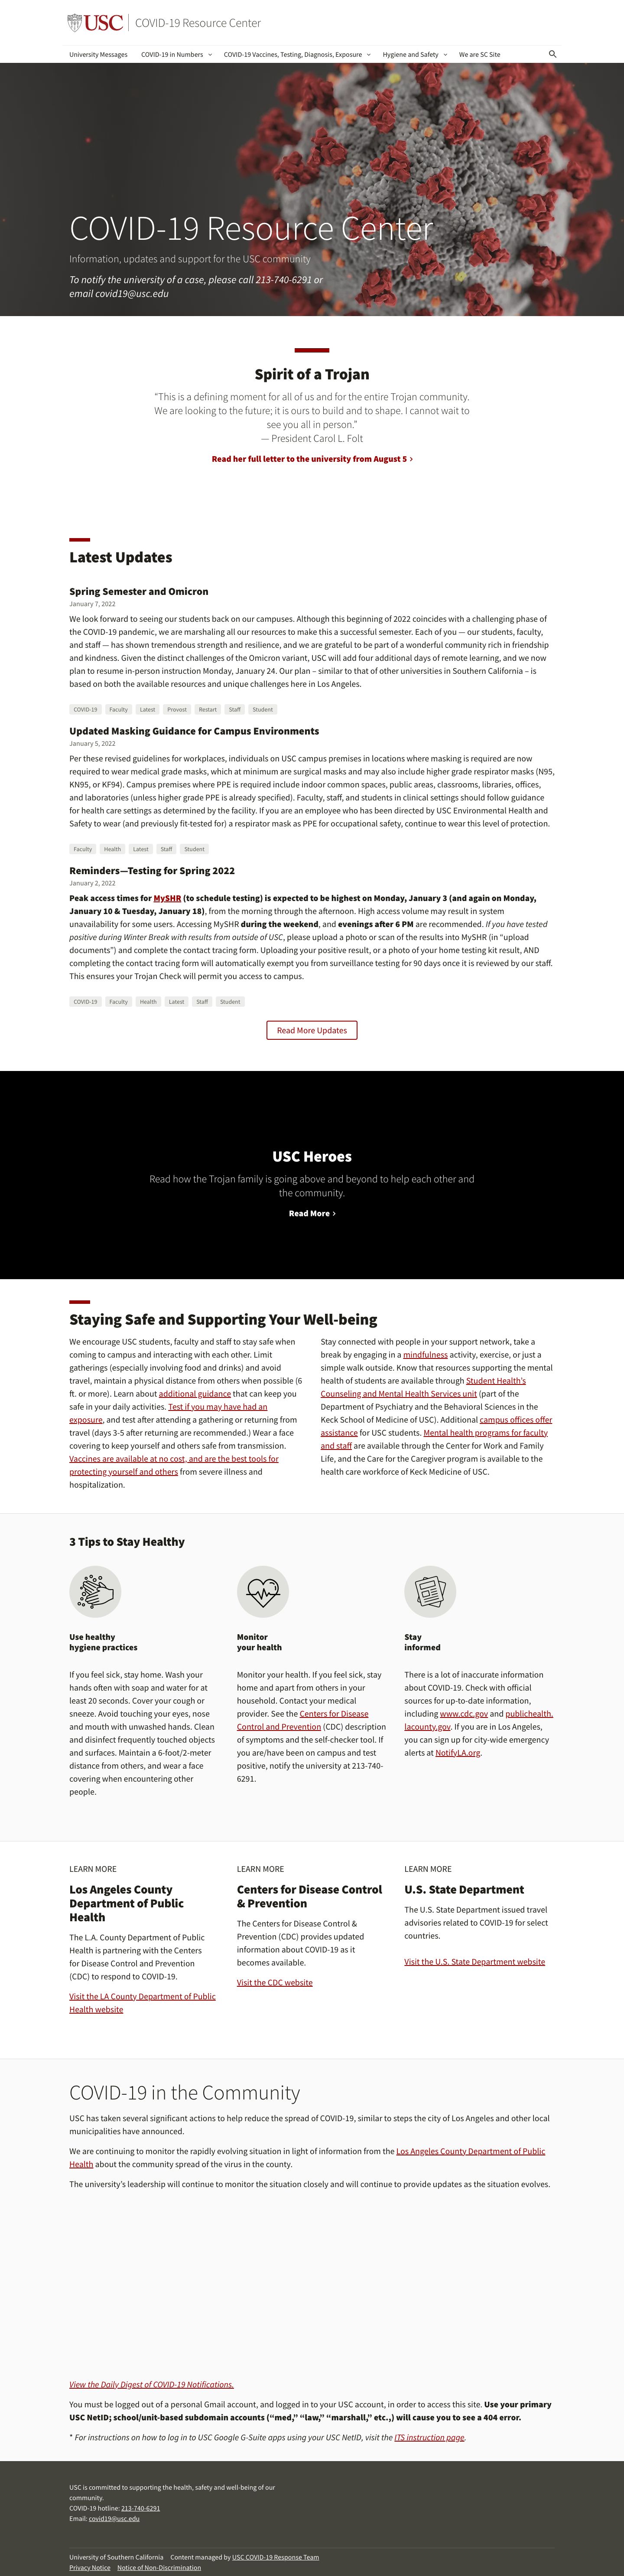 USC COVID-19 Resource Center
University Messages COVID-19 in Numbers COVID-19 Vaccines, Testing, Diagnosis, Exposure Hygiene and Safety We are SC Site
COVID-19 Resource Center
Information, updates and support for the USC community
To notify the university of a case, please call 213-740-6291 or
email covid19@usc.edu
Spirit of a Trojan
“This is a defining moment for all of us and for the entire Trojan community.
We are looking to the future; it is ours to build and to shape. I cannot wait to
see you all in person.”
— President Carol L. Folt
Read her full letter to the university from August 5 ›
Latest Updates
Spring Semester and Omicron
January 7, 2022
We look forward to seeing our students back on our campuses. Although this beginning of 2022 coincides with a challenging phase of
the COVID-19 pandemic, we are marshaling all our resources to make this a successful semester. Each of you — our students, faculty,
and staff — has shown tremendous strength and resilience, and we are grateful to be part of a wonderful community rich in friendship
and kindness. Given the distinct challenges of the Omicron variant, USC will add four additional days of remote learning, and we now
plan to resume in-person instruction Monday, January 24. Our plan – similar to that of other universities in Southern California – is
based on both the available resources and unique challenges here in Los Angeles.
COVID-19 Faculty Latest Provost Restart Staff Student
Updated Masking Guidance for Campus Environments
January 5, 2022
Per these revised guidelines for workplaces, individuals on USC campus premises in locations where masking is required are now
required to wear medical grade masks, which at minimum are surgical masks and may also include higher grade respirator masks (N95,
KN95, or KF94). Campus premises where PPE is required include indoor common spaces, public areas, classrooms, libraries, offices,
and laboratories (unless higher grade PPE is already specified). Faculty, staff, and students in clinical settings should follow guidance
for health care settings as determined by the facility. If you are an employee who has been directed by USC Environmental Health and
Safety to wear (and previously fit-tested for) a respirator mask as PPE for occupational safety, continue to wear this level of protection.
Faculty Health Latest Staff Student
Reminders—Testing for Spring 2022
January 2, 2022
Peak access times for MySHR (to schedule testing) is expected to be highest on Monday, January 3 (and again on Monday,
January 10 & Tuesday, January 18), from the morning through the afternoon. High access volume may result in system
unavailability for some users. Accessing MySHR during the weekend, and evenings after 6 PM are recommended. If you have tested
positive during Winter Break with results from outside of USC, please upload a photo or scan of the results into MySHR (in “upload
documents”) and complete the contact tracing form. Uploading your positive result, or a photo of your home testing kit result, AND
completing the contact tracing form will automatically exempt you from surveillance testing for 90 days once it is reviewed by our staff.
This ensures your Trojan Check will permit you access to campus.
COVID-19 Faculty Health Latest Staff Student
Read More Updates
USC Heroes
Read how the Trojan family is going above and beyond to help each other and
the community.
Read More ›
Staying Safe and Supporting Your Well-being
We encourage USC students, faculty and staff to stay safe when
coming to campus and interacting with each other. Limit
gatherings (especially involving food and drinks) and avoid
travel, maintain a physical distance from others when possible (6
ft. or more). Learn about additional guidance that can keep you
safe in your daily activities. Test if you may have had an
exposure, and test after attending a gathering or returning from
travel (days 3-5 after returning are recommended.) Wear a face
covering to keep yourself and others safe from transmission.
Vaccines are available at no cost, and are the best tools for
protecting yourself and others from severe illness and
hospitalization.
Stay connected with people in your support network, take a
break by engaging in a mindfulness activity, exercise, or just a
simple walk outside. Know that resources supporting the mental
health of students are available through Student Health’s
Counseling and Mental Health Services unit (part of the
Department of Psychiatry and the Behavioral Sciences in the
Keck School of Medicine of USC). Additional campus offices offer
assistance for USC students. Mental health programs for faculty
and staff are available through the Center for Work and Family
Life, and the Care for the Caregiver program is available to the
health care workforce of Keck Medicine of USC.
3 Tips to Stay Healthy
Use healthy
hygiene practices
If you feel sick, stay home. Wash your
hands often with soap and water for at
least 20 seconds. Cover your cough or
sneeze. Avoid touching your eyes, nose
and mouth with unwashed hands. Clean
and disinfect frequently touched objects
and surfaces. Maintain a 6-foot/2-meter
distance from others, and wear a face
covering when encountering other
people.
Monitor
your health
Monitor your health. If you feel sick, stay
home and apart from others in your
household. Contact your medical
provider. See the Centers for Disease
Control and Prevention (CDC) description
of symptoms and the self-checker tool. If
you are/have been on campus and test
positive, notify the university at 213-740-
6291.
Stay
informed
There is a lot of inaccurate information
about COVID-19. Check with official
sources for up-to-date information,
including www.cdc.gov and publichealth.
lacounty.gov. If you are in Los Angeles,
you can sign up for city-wide emergency
alerts at NotifyLA.org.
LEARN MORE
Los Angeles County
Department of Public
Health
The L.A. County Department of Public
Health is partnering with the Centers
for Disease Control and Prevention
(CDC) to respond to COVID-19.
Visit the LA County Department of Public
Health website
LEARN MORE
Centers for Disease Control
& Prevention
The Centers for Disease Control &
Prevention (CDC) provides updated
information about COVID-19 as it
becomes available.
Visit the CDC website
LEARN MORE
U.S. State Department
The U.S. State Department issued travel
advisories related to COVID-19 for select
countries.
Visit the U.S. State Department website
COVID-19 in the Community
USC has taken several significant actions to help reduce the spread of COVID-19, similar to steps the city of Los Angeles and other local
municipalities have announced.
We are continuing to monitor the rapidly evolving situation in light of information from the Los Angeles County Department of Public
Health about the community spread of the virus in the county.
The university’s leadership will continue to monitor the situation closely and will continue to provide updates as the situation evolves.
View the Daily Digest of COVID-19 Notifications.
You must be logged out of a personal Gmail account, and logged in to your USC account, in order to access this site. Use your primary
USC NetID; school/unit-based subdomain accounts (“med,” “law,” “marshall,” etc.,) will cause you to see a 404 error.
* For instructions on how to log in to USC Google G-Suite apps using your USC NetID, visit the ITS instruction page.
USC is committed to supporting the health, safety and well-being of our
community.
COVID-19 hotline: 213-740-6291
Email: covid19@usc.edu
University of Southern California Content managed by USC COVID-19 Response Team
Privacy Notice Notice of Non-Discrimination